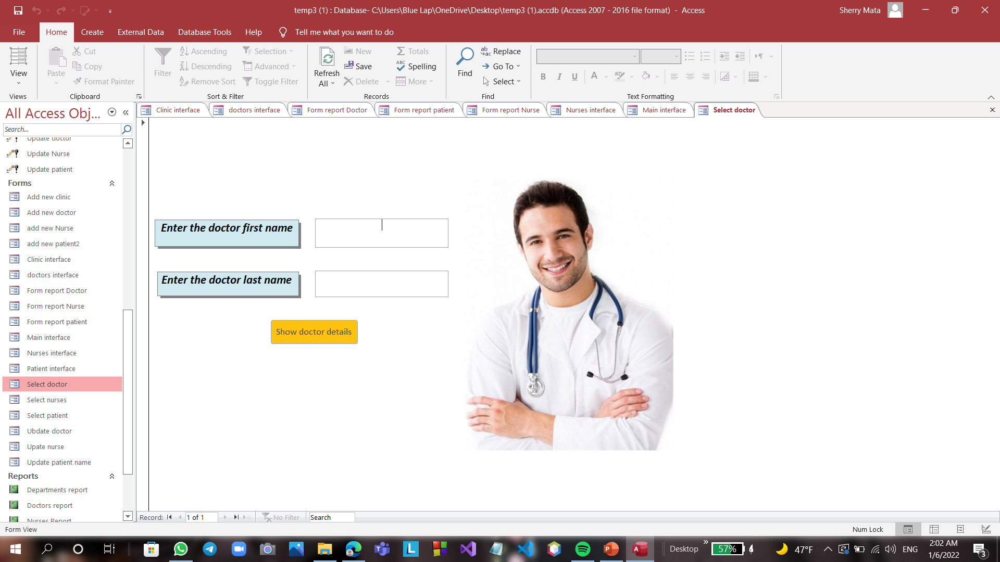 temp3 (1) : Database- C:\Users\Blue Lap\OneDrive\Desktop\temp3 (1).accdb (Access 2007 - 2016 file format)  -  Access
Sherry Mata
File
Home
Create
External Data
Database Tools
Help
Tell me what you want to do
View
Views
Paste
Cut
Copy
Format Painter
Clipboard
Filter
Ascending
Descending
Remove Sort
Selection
Advanced
Toggle Filter
Sort & Filter
Refresh
All
New
Save
Delete
Totals
Spelling
More
Records
Find
Replace
Go To
Select
Find
B I U
Text Formatting
All Access Obj...
Search...
Update doctor
Update Nurse
Update patient
Forms
Add new clinic
Add new doctor
add new Nurse
add new patient2
Clinic interface
doctors interface
Form report Doctor
Form report Nurse
Form report patient
Main interface
Nurses interface
Patient interface
Select doctor
Select nurses
Select patient
Ubdate doctor
Upate nurse
Update patient name
Reports
Departments report
Doctors report
Nurses Report
Clinic interface
doctors interface
Form report Doctor
Form report patient
Form report Nurse
Nurses interface
Main interface
Select doctor
Enter the doctor first name
Enter the doctor last name
Show doctor details
Record:
1 of 1
No Filter
Search
Form View
Num Lock
Desktop
57%
47°F
ENG
2:02 AM
1/6/2022
3